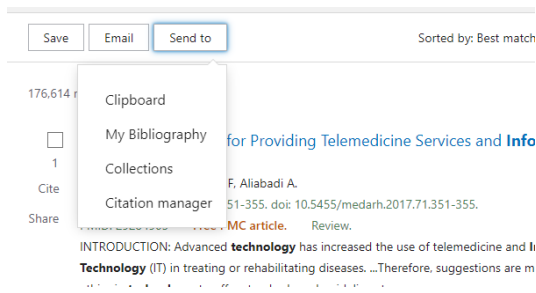 Save Email Send to Sorted by: Best match
176,614
Clipboard
My Bibliography
Collections
Citation manager
for Providing Telemedicine Services and Info
1
Cite F, Aliabadi A.
51-355. doi: 10.5455/medarh.2017.71.351-355.
Share MC article. Review.
INTRODUCTION: Advanced technology has increased the use of telemedicine and
Technology (IT) in treating or rehabilitating diseases. ...Therefore, suggestions are m